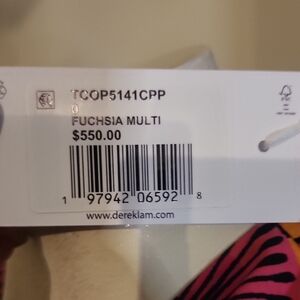 TCOP5141CPP
0
FUCHSIA MULTI
$550.00
1 97942 06592 8
www.dereklam.com